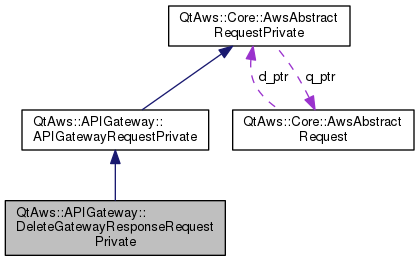 QtAws::Core::AwsAbstract
RequestPrivate
d_ptr
q_ptr
QtAws::APIGateway::
APIGatewayRequestPrivate
QtAws::Core::AwsAbstract
Request
QtAws::APIGateway::
DeleteGatewayResponseRequest
Private